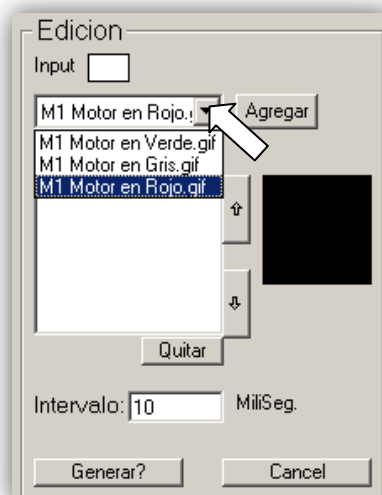 Edicion
Input
M1 Motor en Rojo.
Agregar
M1 Motor en Verde.gif
M1 Motor en Gris.gif
M1 Motor en Rojo.gif
Quitar
Intervalo: 10 MiliSeg.
Generar? Cancel